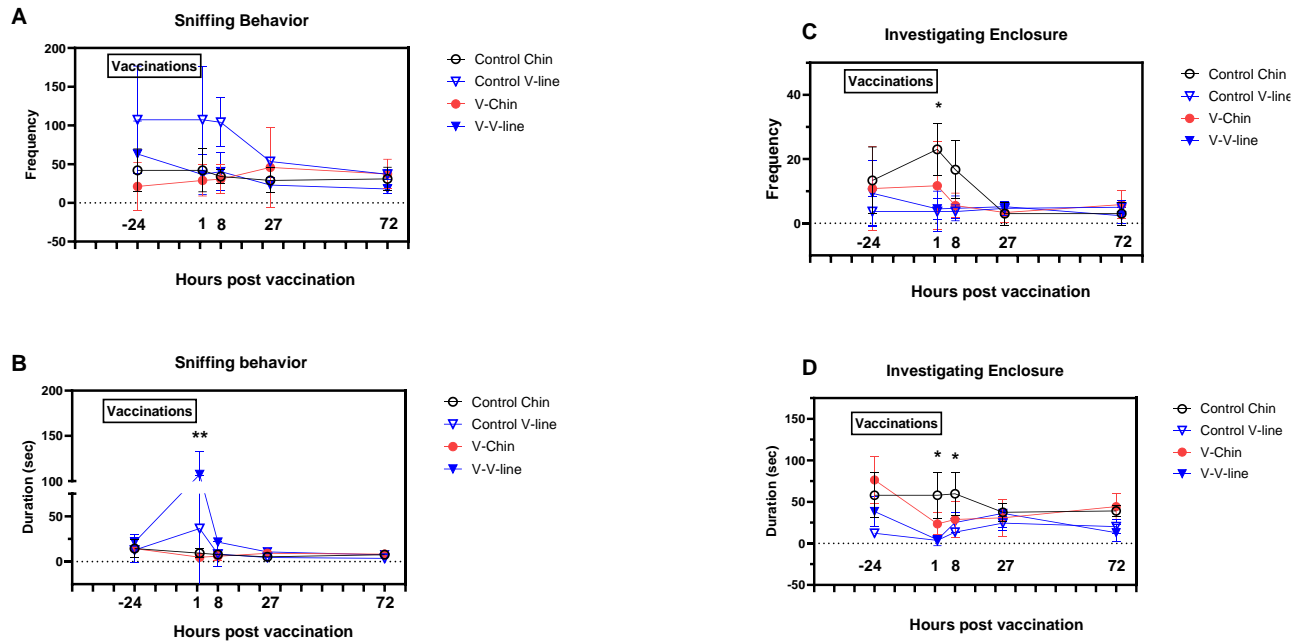 A
Sniffing Behavior
200
150
100
50
0
-50
Frequency
Vaccinations
-24 1 8 27 72
Hours post vaccination
Control Chin
Control V-line
V-Chin
V-V-line
B
Sniffing behavior
200
150
100
50
0
Duration (sec)
Vaccinations
**
-24 1 8 27 72
Hours post vaccination
Control Chin
Control V-line
V-Chin
V-V-line
C
Investigating Enclosure
40
20
0
Frequency
Vaccinations
*
-24 1 8 27 72
Hours post vaccination
Control Chin
Control V-line
V-Chin
V-V-line
D
Investigating Enclosure
150
100
50
0
-50
Duration (sec)
Vaccinations
* *
-24 1 8 27 72
Hours post vaccination
Control Chin
Control V-line
V-Chin
V-V-line